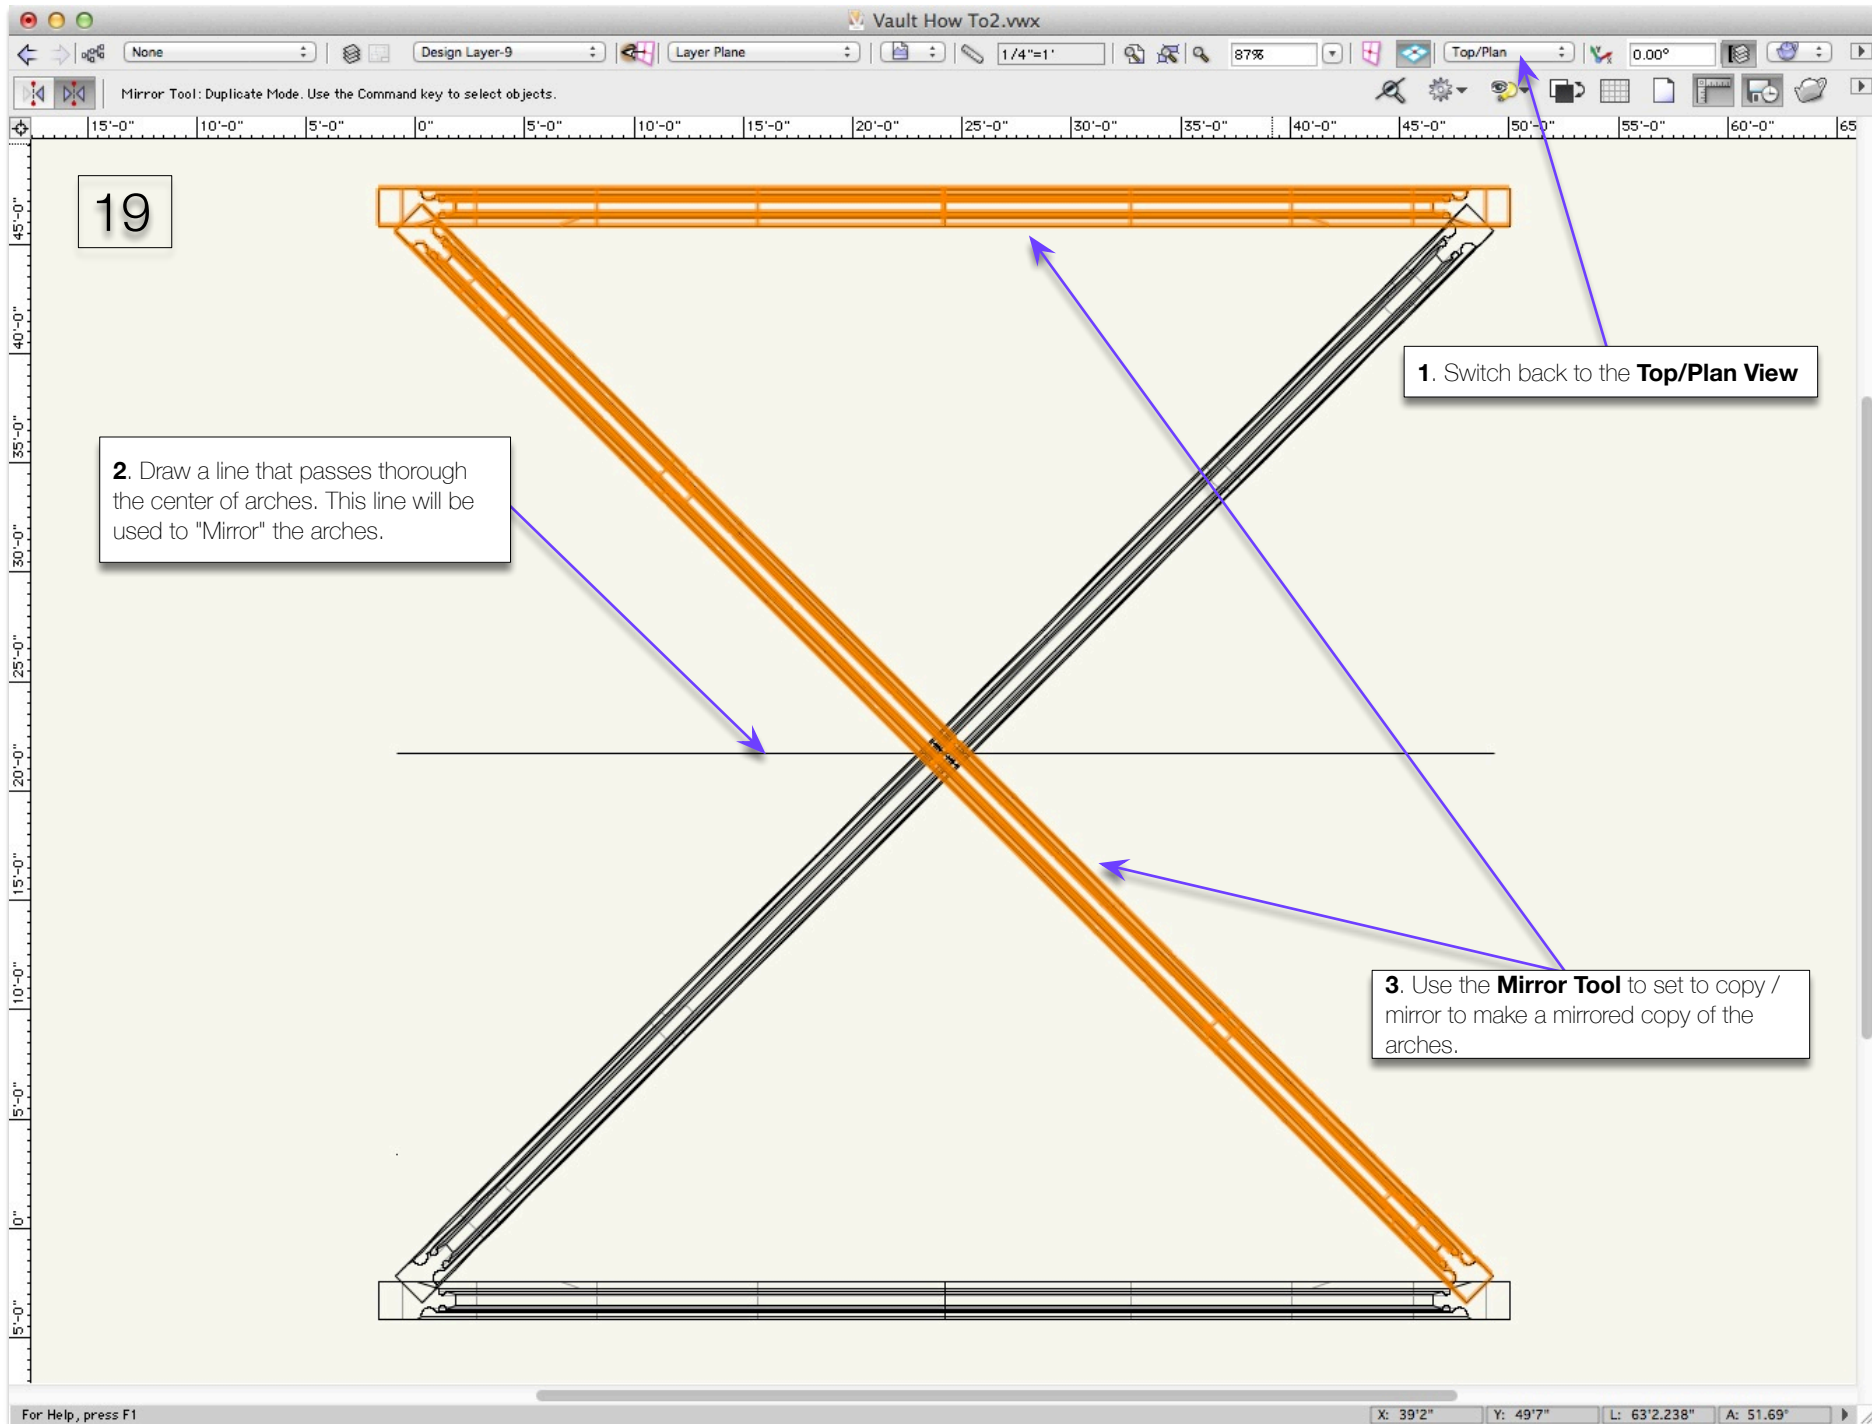 Vault How To2.vwx
None Design Layer-9 Layer Plane 1/4"=1' 87% Top/Plan 0.00°
Mirror Tool: Duplicate Mode. Use the Command key to select objects.
15'-0" 10'-0" 5'-0" 0" 5'-0" 10'-0" 15'-0" 20'-0" 25'-0" 30'-0" 35'-0" 40'-0" 45'-0" 50'-0" 55'-0" 60'-0" 65
19
45'-0"
40'-0"
35'-0"
30'-0"
25'-0"
20'-0"
15'-0"
10'-0"
5'-0"
0"
5'-0"
1. Switch back to the Top/Plan View
2. Draw a line that passes thorough
the center of arches. This line will be
used to "Mirror" the arches.
3. Use the Mirror Tool to set to copy /
mirror to make a mirrored copy of the
arches.
For Help, press F1
X: 39'2" Y: 49'7" L: 63'2.238" A: 51.69°